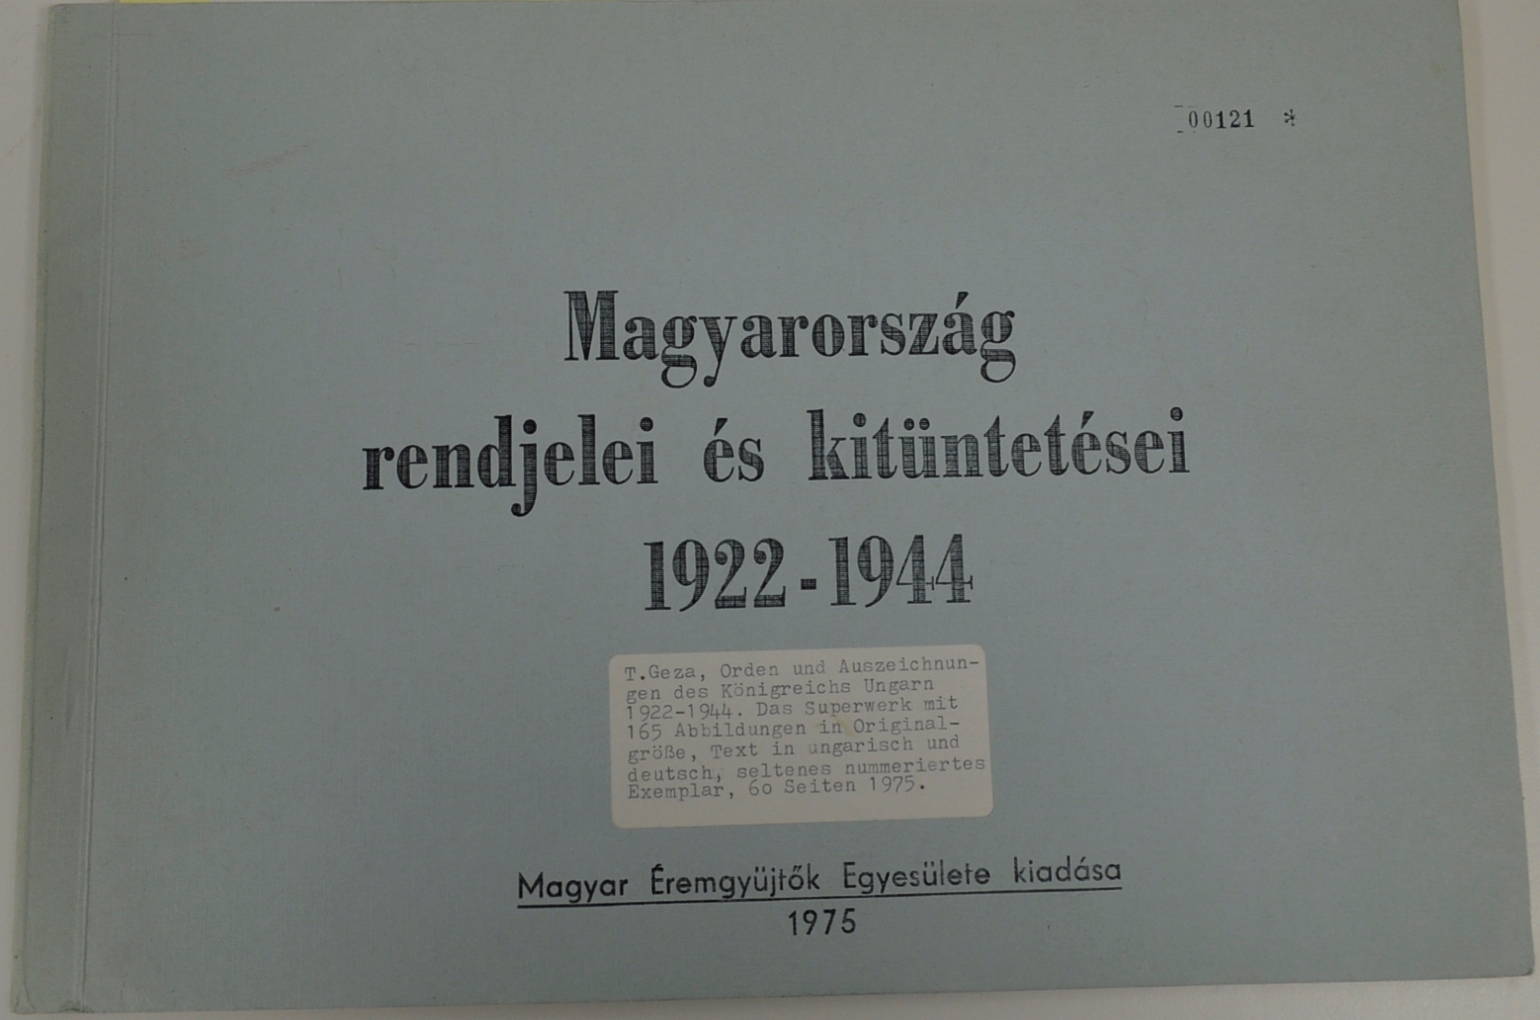 00121 *
Magyarország
rendjelei és kitüntetései
1922-1944
T.Geza, Orden und Auszeichnun-
gen des Königreichs Ungarn
1922-1944. Das Superwerk mit
165 Abbildungen in Original-
größe, Text in ungarisch und
deutsch, seltenes nummeriertes
Exemplar, 60 Seiten 1975.
Magyar Éremgyüjtők Egyesülete kiadása
1975